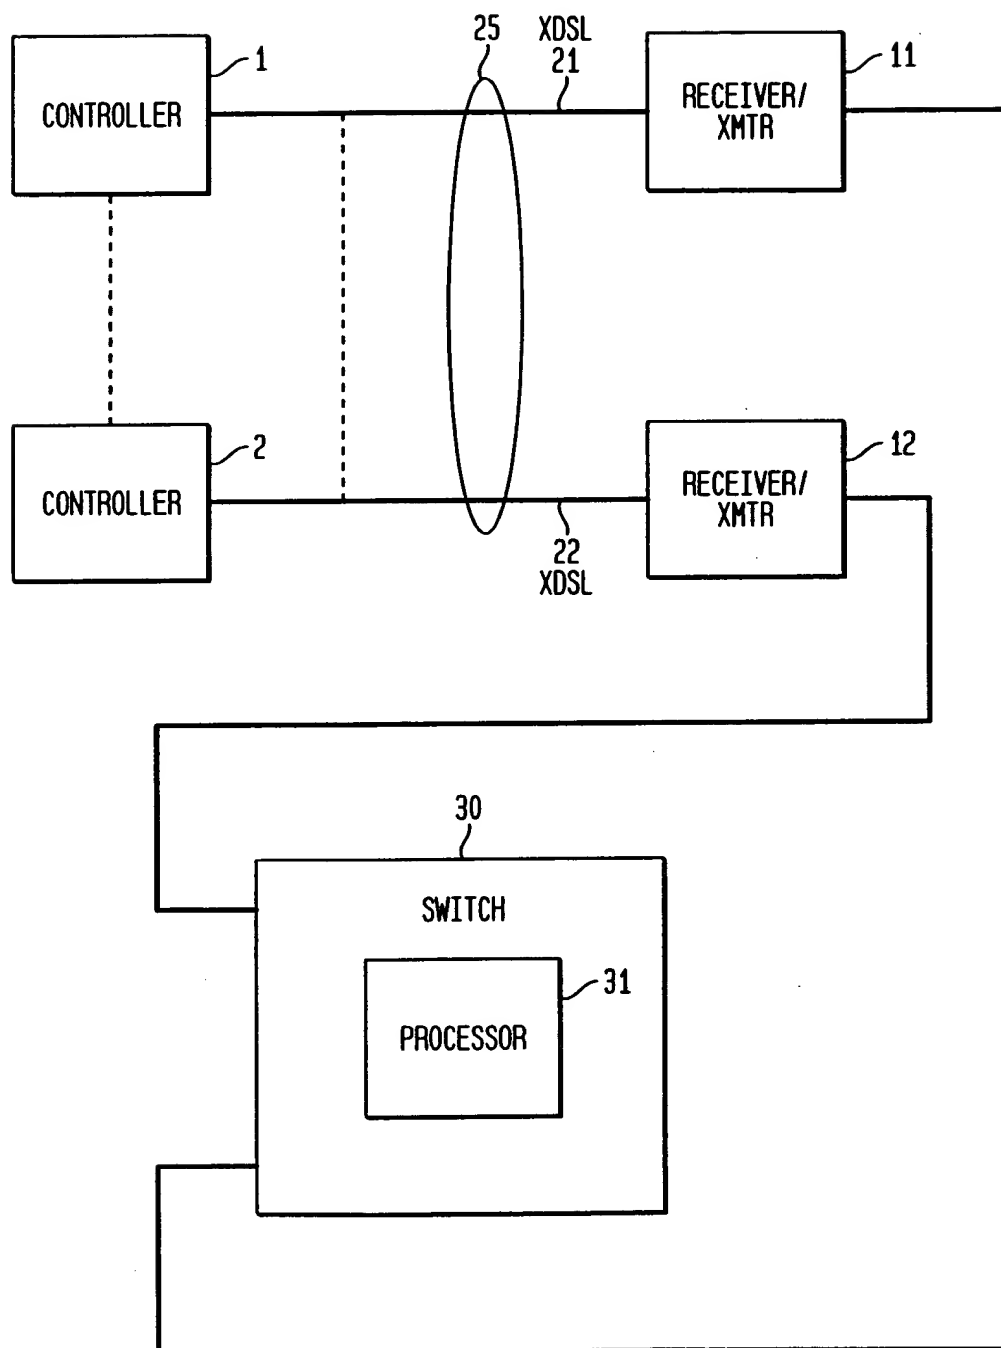 25
XDSL
21
1
CONTROLLER
11
RECEIVER/
XMTR
2
CONTROLLER
12
RECEIVER/
XMTR
22
XDSL
30
SWITCH
31
PROCESSOR